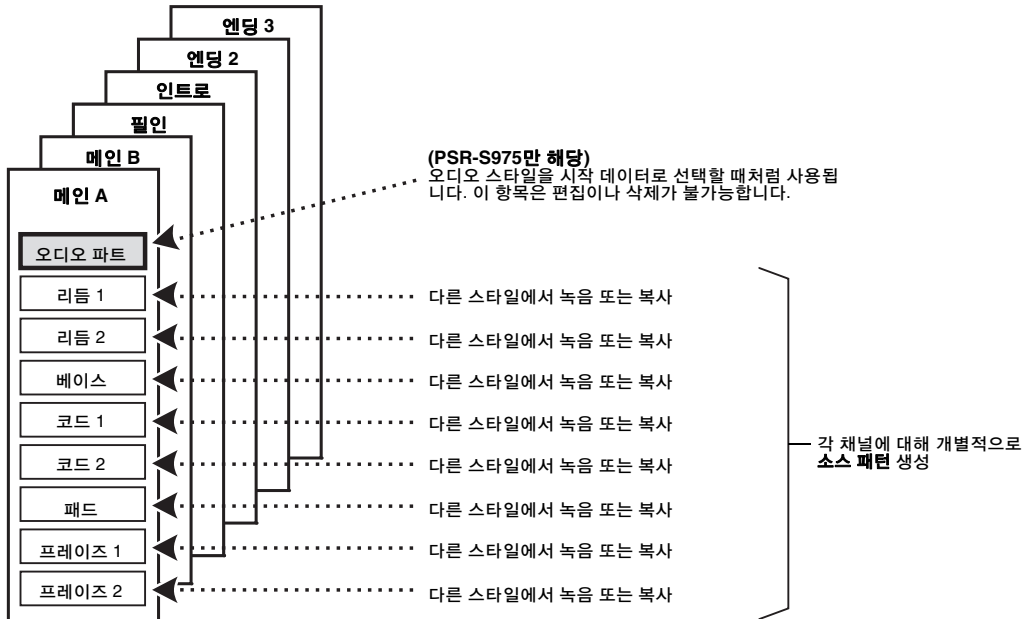 엔딩 3
엔딩 2
인트로
필인
메인 B
메인 A
(PSR-S975만 해당)
오디오 스타일을 시작 데이터로 선택할 때처럼 사용됩
니다. 이 항목은 편집이나 삭제가 불가능합니다.
오디오 파트
리듬 1
다른 스타일에서 녹음 또는 복사
리듬 2
다른 스타일에서 녹음 또는 복사
베이스
다른 스타일에서 녹음 또는 복사
코드 1
다른 스타일에서 녹음 또는 복사
코드 2
다른 스타일에서 녹음 또는 복사
패드
다른 스타일에서 녹음 또는 복사
프레이즈 1
다른 스타일에서 녹음 또는 복사
프레이즈 2
다른 스타일에서 녹음 또는 복사
각 채널에 대해 개별적으로
소스 패턴 생성